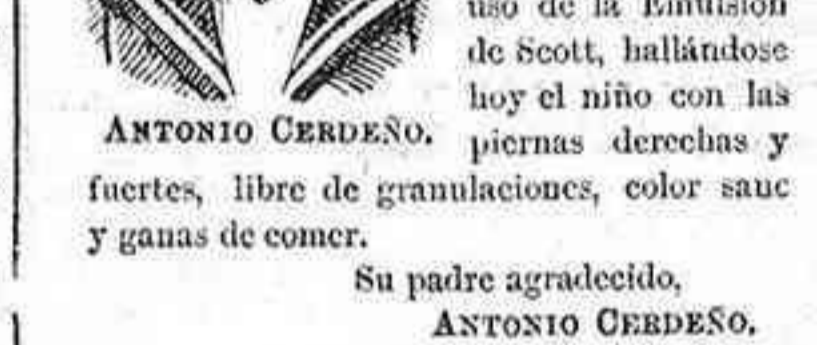 uso de la Emulsión
de Scott, hallándose
hoy el niño con las
ANTONIO CERDEÑO.
piernas derechas y
fuertes, libre de granulaciones, color sano
y ganas de comer.
Su padre agradecido,
ANTONIO CERDEÑO.